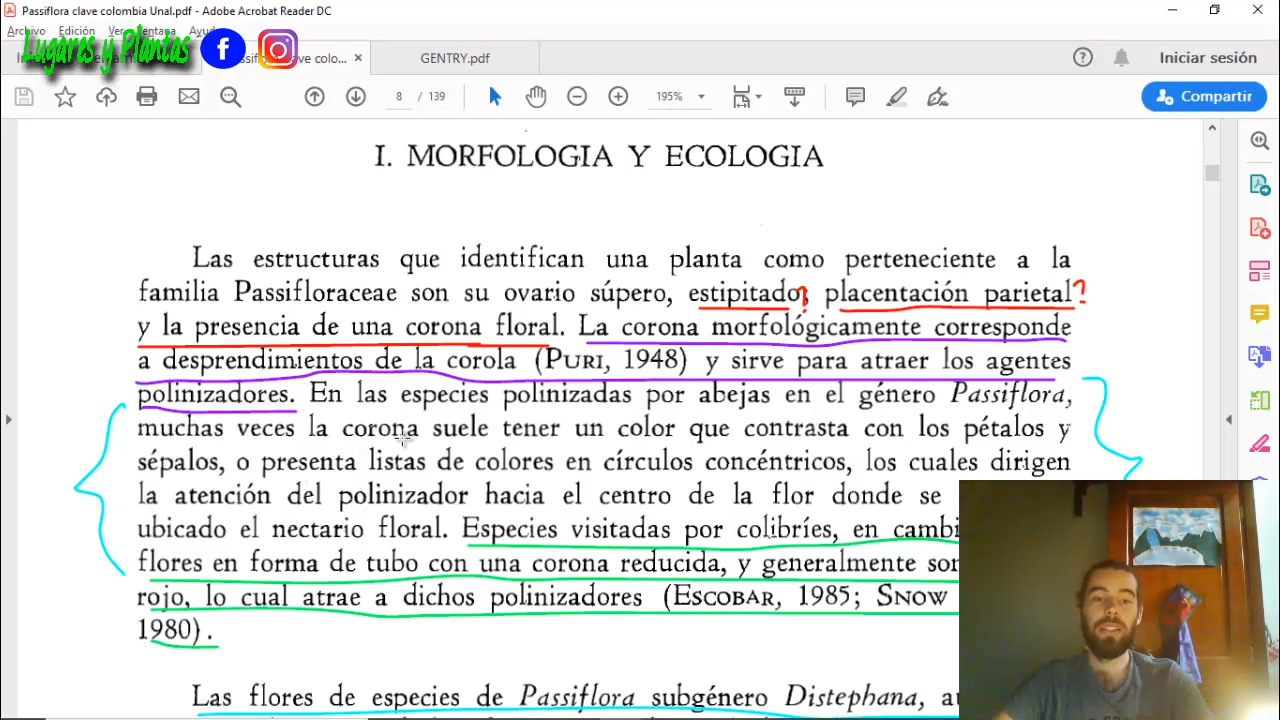 Passiflora clave colombia Unal.pdf - Adobe Acrobat Reader DC
Archivo Edición Ver Ventana Ayuda
Lugares y Plantas
f
siflora clave colo... ×
GENTRY.pdf
Iniciar sesión
8 / 139
195%
Compartir
I. MORFOLOGIA Y ECOLOGIA
Las estructuras que identifican una planta como perteneciente a la
familia Passifloraceae son su ovario súpero, estipitado, placentación parietal ?
y la presencia de una corona floral. La corona morfológicamente corresponde
a desprendimientos de la corola (PURI, 1948) y sirve para atraer los agentes
polinizadores. En las especies polinizadas por abejas en el género Passiflora,
muchas veces la corona suele tener un color que contrasta con los pétalos y
sépalos, o presenta listas de colores en círculos concéntricos, los cuales dirigen
la atención del polinizador hacia el centro de la flor donde se
ubicado el nectario floral. Especies visitadas por colibríes, en cambi
flores en forma de tubo con una corona reducida, y generalmente son
rojo, lo cual atrae a dichos polinizadores (ESCOBAR, 1985; SNOW
1980).
Las flores de especies de Passiflora subgénero Distephana, au